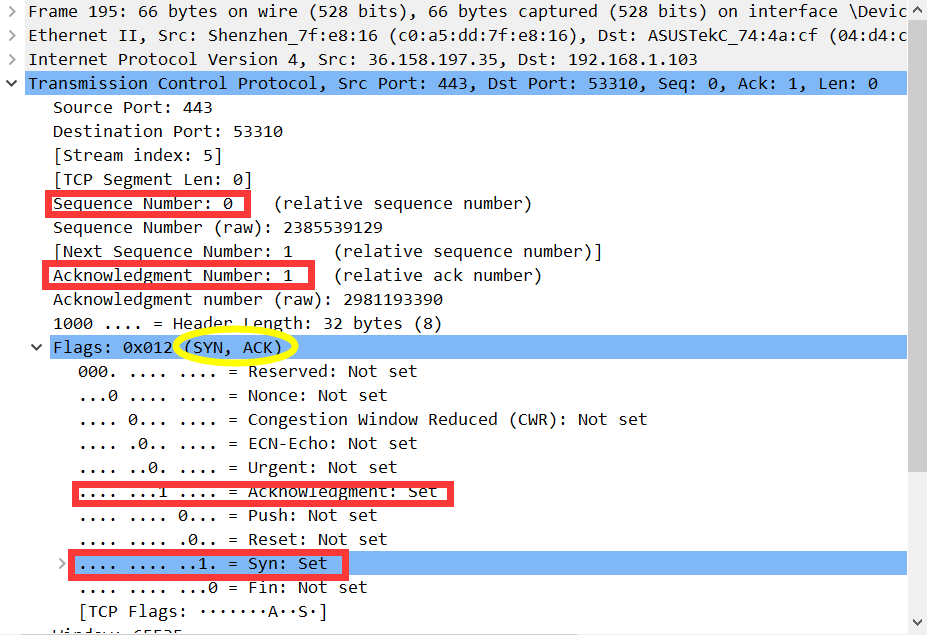 Frame 195: 66 bytes on wire (528 bits), 66 bytes captured (528 bits) on interface \Devic
Ethernet II, Src: Shenzhen_7f:e8:16 (c0:a5:dd:7f:e8:16), Dst: ASUSTekC_74:4a:cf (04:d4:c
Internet Protocol Version 4, Src: 36.158.197.35, Dst: 192.168.1.103
Transmission Control Protocol, Src Port: 443, Dst Port: 53310, Seq: 0, Ack: 1, Len: 0
Source Port: 443
Destination Port: 53310
[Stream index: 5]
[TCP Segment Len: 0]
Sequence Number: 0    (relative sequence number)
Sequence Number (raw): 2385539129
[Next Sequence Number: 1    (relative sequence number)]
Acknowledgment Number: 1    (relative ack number)
Acknowledgment number (raw): 2981193390
1000 .... = Header Length: 32 bytes (8)
Flags: 0x012 (SYN, ACK)
000. .... .... = Reserved: Not set
...0 .... .... = Nonce: Not set
.... 0... .... = Congestion Window Reduced (CWR): Not set
.... .0.. .... = ECN-Echo: Not set
.... ..0. .... = Urgent: Not set
.... ...1 .... = Acknowledgment: Set
.... .... 0... = Push: Not set
.... .... .0.. = Reset: Not set
.... .... ..1. = Syn: Set
.... .... ...0 = Fin: Not set
[TCP Flags: ·······A··S·]